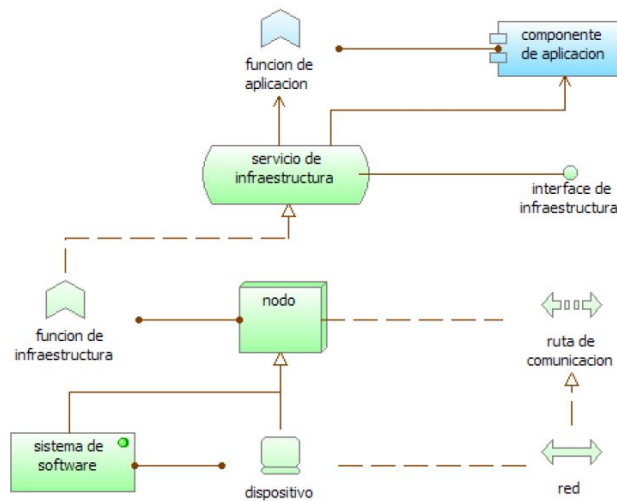 componente
de aplicacion
funcion de
aplicacion
servicio de
infraestructura
interface de
infraestructura
nodo
funcion de
infraestructura
ruta de
comunicacion
sistema de
software
dispositivo
red